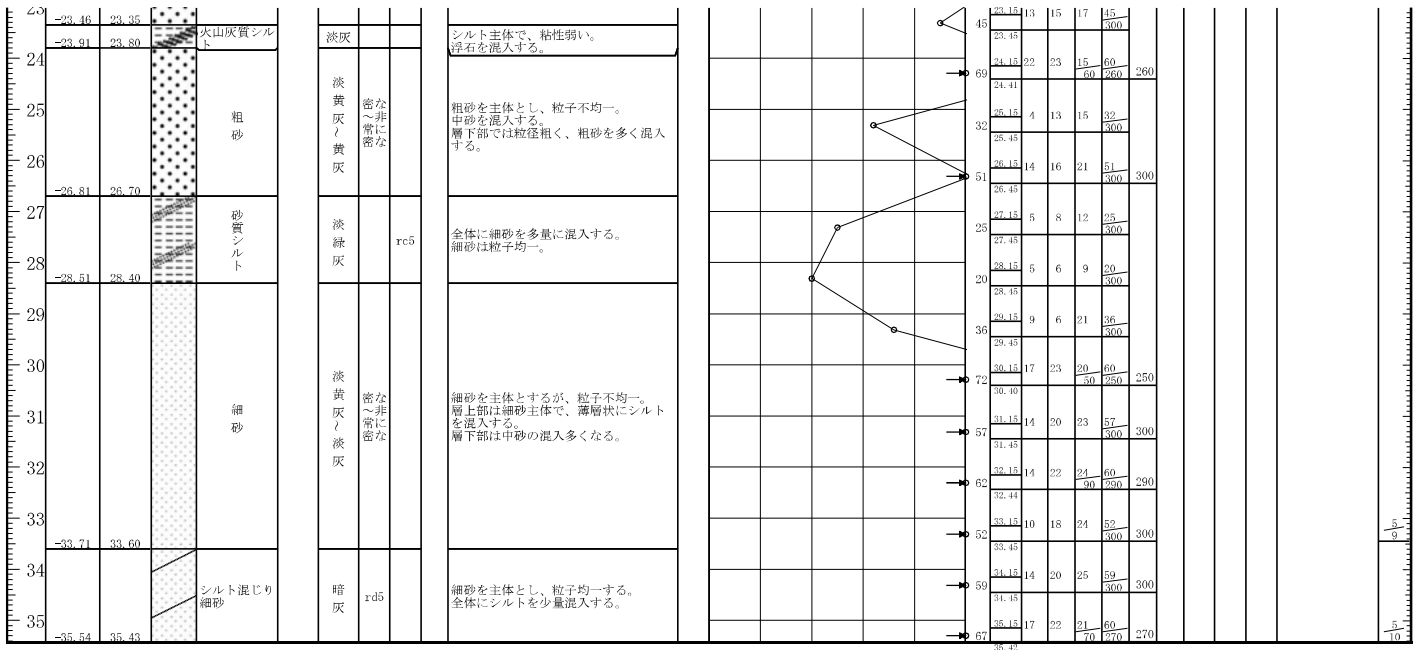 23
-23.46 23.35
火山灰質シル
ト
淡灰
シルト主体で、粘性弱い。
浮石を混入する。
-23.91 23.80
45
23.15 13 15 17 45
300
23.45
24
69
24.15 22 23 15 60
60 260 260
24.41
25
粗
砂
淡
黄
灰
～
黄
灰
密な
～非
常に
密な
粗砂を主体とし、粒子不均一。
中砂を混入する。
層下部では粒径粗く、粗砂を多く混入
する。
32
25.15 4 13 15 32
300
25.45
26
51
26.15 14 16 21 51
300 300
26.45
-26.81 26.70
27
砂
質
シ
ル
ト
淡
緑
灰
rc5
全体に細砂を多量に混入する。
細砂は粒子均一。
25
27.15 5 8 12 25
300
27.45
28
20
28.15 5 6 9 20
300
28.45
-28.51 28.40
29
36
29.15 9 6 21 36
300
29.45
30
72
30.15 17 23 20 60
50 250 250
30.40
31
細
砂
淡
黄
灰
～
淡
灰
密な
～非
常に
密な
細砂を主体とするが、粒子不均一。
層上部は細砂主体で、薄層状にシルト
を混入する。
層下部は中砂の混入多くなる。
57
31.15 14 20 23 57
300 300
31.45
32
62
32.15 14 22 24 60
90 290 290
32.44
33
52
33.15 10 18 24 52
300 300
33.45
5
9
-33.71 33.60
34
シルト混じり
細砂
暗
灰
rd5
細砂を主体とし、粒子均一する。
全体にシルトを少量混入する。
59
34.15 14 20 25 59
300 300
34.45
35
67
35.15 17 22 21 60
70 270 270
35.42
5
10
-35.54 35.43